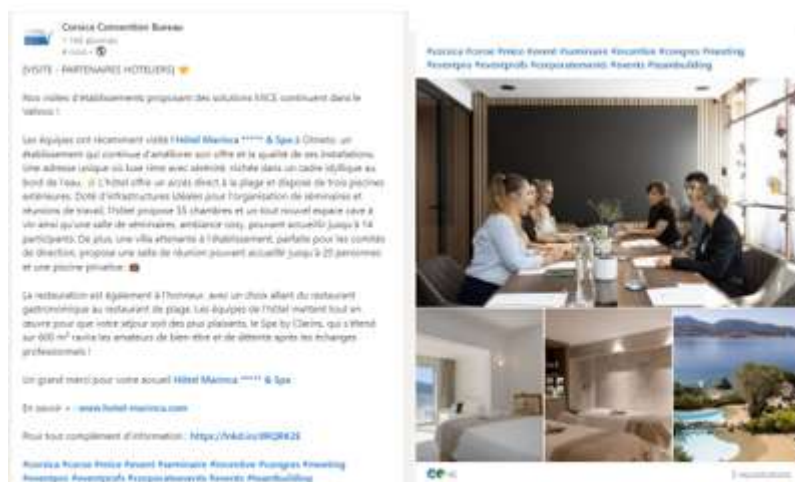 Corsica Convention Bureau
[VISITE - PARTENAIRES HOTELIERS]
Nos visites d'établissements proposant des solutions MICE continuent dans le
Valinco !
Les équipes ont récemment visité l'Hôtel Marinca ***** & Spa à Olmeto, un
établissement qui continue d'améliorer son offre et la qualité de ses installations.
Une adresse unique où luxe rime avec sérénité, nichée dans un cadre idyllique au
bord de l'eau. L'hôtel offre un accès direct à la plage et dispose de trois piscines
extérieures. Doté d'infrastructures idéales pour l'organisation de séminaires et
réunions de travail, l'hôtel propose 55 chambres et un tout nouvel espace cave à
vin ainsi qu'une salle de séminaires, ambiance cosy, pouvant accueillir jusqu'à 14
participants. De plus, une villa attenante à l'établissement, parfaite pour les comités
de direction, propose une salle de réunion pouvant accueillir jusqu'à 20 personnes
et une piscine privative.
La restauration est également à l'honneur, avec un choix allant du restaurant
gastronomique au restaurant de plage. Les équipes de l'hôtel mettent tout en
œuvre pour que votre séjour soit des plus plaisants, le Spa by Clarins, qui s'étend
sur 600 m² ravira les amateurs de bien-être et de détente après les échanges
professionnels !
Un grand merci pour votre accueil Hôtel Marinca ***** & Spa
En savoir + : www.hotel-marinca.com
Pour tout complément d'information :
#corsica #corse #mice #event #seminaire #incentive #congres #meeting
#eventpro #eventprofs #corporatements #events #teambuilding
#corsica #corse #mice #event #seminaire #incentive #congres #meeting
#eventpro #eventprofs #corporatements #events #teambuilding